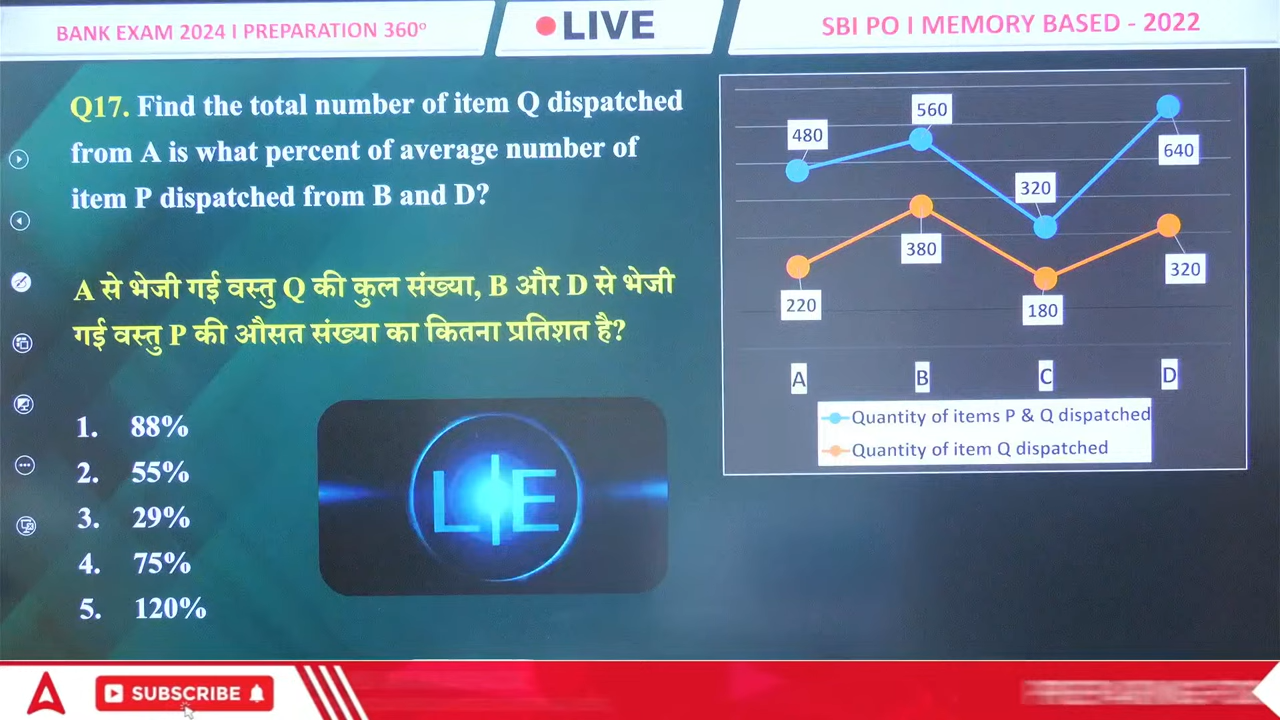 BANK EXAM 2024 I PREPARATION 360º
LIVE
SBI PO I MEMORY BASED - 2022
Q17. Find the total number of item Q dispatched
from A is what percent of average number of
item P dispatched from B and D?
A से भेजी गई वस्तु Q की कुल संख्या, B और D से भेजी
गई वस्तु P की औसत संख्या का कितना प्रतिशत है?
1. 88%
2. 55%
3. 29%
4. 75%
5. 120%
L E
480
560
320
640
220
380
180
320
A B C D
Quantity of items P & Q dispatched
Quantity of item Q dispatched
SUBSCRIBE